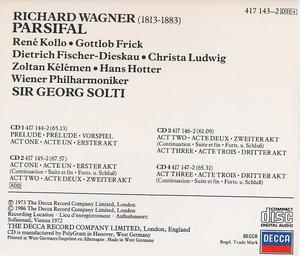 RICHARD WAGNER (1813-1883)
417 143-2 DH 4
PARSIFAL
René Kollo • Gottlob Frick
Dietrich Fischer-Dieskau • Christa Ludwig
Zoltan Kélémen • Hans Hotter
Wiener Philharmoniker
SIR GEORG SOLTI
CD 1 417 144-2 (65.13)
PRELUDE • PRÉLUDE • VORSPIEL
ACT ONE • ACTE UN • ERSTER AKT
CD 2 417 145-2 (67.57)
ACT ONE • ACTE UN • ERSTER AKT
(Continuation • Suite et fin • Forts. u. Schluß)
ACT TWO • ACTE DEUX • ZWEITER AKT
ADD
CD 3 417 146-2 (61.09)
ACT TWO • ACTE DEUX • ZWEITER AKT
(Continuation • Suite et fin • Forts. u. Schluß)
ACT THREE • ACTE TROIS • DRITTER AKT
CD 4 417 147-2 (65.31)
ACT THREE • ACTE TROIS • DRITTER AKT
(Continuation • Suite et fin • Forts. u. Schluß)
℗ 1973 The Decca Record Company Limited, London
© 1986 The Decca Record Company Limited, London
Recording Location • Lieu d'enregistrement • Aufnahmeort:
Sofiensaal, Vienna 1972
THE DECCA RECORD COMPANY LIMITED, LONDON, ENGLAND
CD is manufactured by PolyGram in Hanover, West Germany
Printed in West Germany/Imprimé en Allemagne. Made in West Germany
COMPACT
disc
DIGITAL AUDIO
DECCA
Regd. Trade Mark